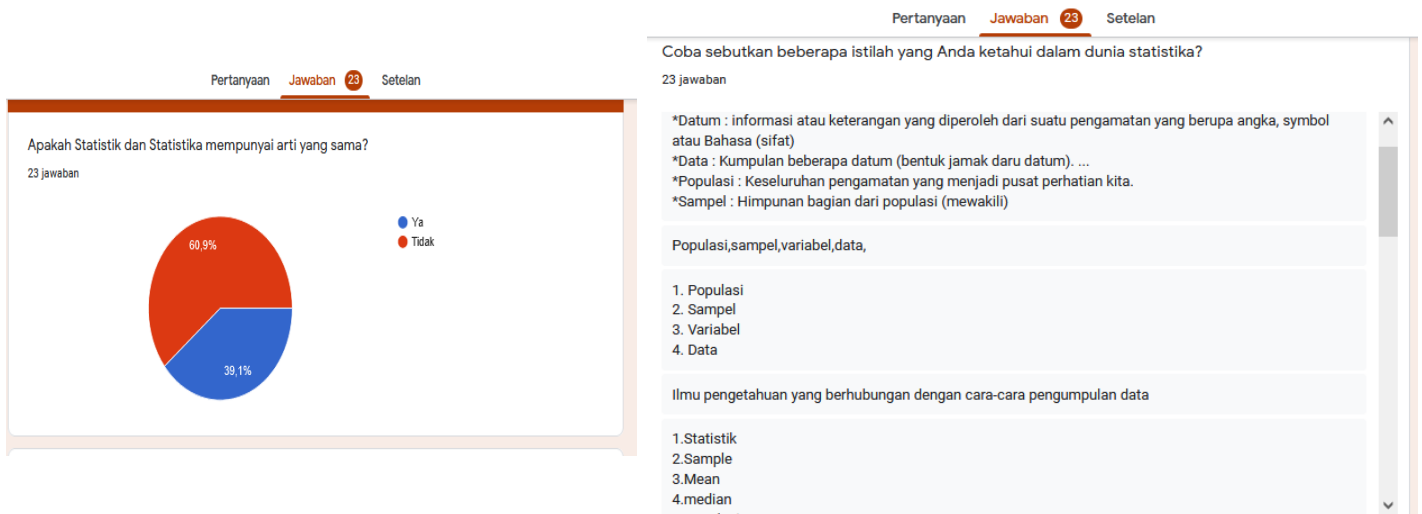 Pertanyaan Jawaban 23 Setelan
Apakah Statistik dan Statistika mempunyai arti yang sama?
23 jawaban
60,9%
39,1%
Ya
Tidak
Pertanyaan Jawaban 23 Setelan
Coba sebutkan beberapa istilah yang Anda ketahui dalam dunia statistika?
23 jawaban
*Datum : informasi atau keterangan yang diperoleh dari suatu pengamatan yang berupa angka, symbol
atau Bahasa (sifat)
*Data : Kumpulan beberapa datum (bentuk jamak daru datum). ...
*Populasi : Keseluruhan pengamatan yang menjadi pusat perhatian kita.
*Sampel : Himpunan bagian dari populasi (mewakili)
Populasi,sampel,variabel,data,
1. Populasi
2. Sampel
3. Variabel
4. Data
Ilmu pengetahuan yang berhubungan dengan cara-cara pengumpulan data
1.Statistik
2.Sample
3.Mean
4.median